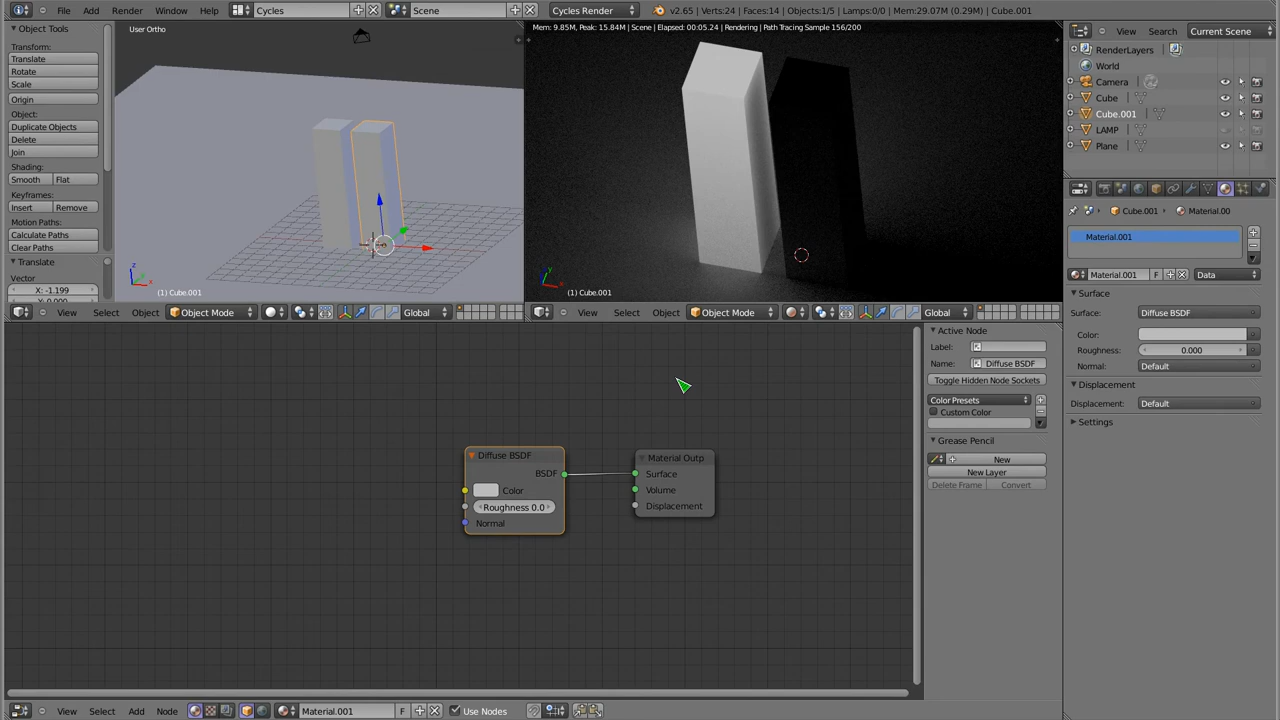 File Add Render Window Help Cycles Scene Cycles Render v2.65 | Verts:24 | Faces:14 | Objects:1/5 | Lamps:0/0 | Mem:29.07M (0.29M) | Cube.001
Object Tools
Transform:
Translate
Rotate
Scale
Origin
Object:
Duplicate Objects
Delete
Join
Shading:
Smooth Flat
Keyframes:
Insert Remove
Motion Paths:
Calculate Paths
Clear Paths
Translate
Vector
X: -1.199
Y: 0.000
User Ortho
(1) Cube.001
View Select Object Object Mode Global
Mem: 9.85M, Peak: 15.84M | Scene | Elapsed: 00:05.24 | Rendering | Path Tracing Sample 156/200
(1) Cube.001
View Select Object Object Mode Global
View Search Current Scene
RenderLayers
World
Camera
Cube
Cube.001
LAMP
Plane
Cube.001 Material.00
Material.001
Material.001 F Data
Surface
Surface: Diffuse BSDF
Color:
Roughness: 0.000
Normal: Default
Displacement
Displacement: Default
Settings
Diffuse BSDF
BSDF
Color
Roughness 0.0
Normal
Material Outp
Surface
Volume
Displacement
Active Node
Label:
Name: Diffuse BSDF
Toggle Hidden Node Sockets
Color Presets
Custom Color
Grease Pencil
New
New Layer
Delete Frame Convert
View Select Add Node Material.001 F Use Nodes